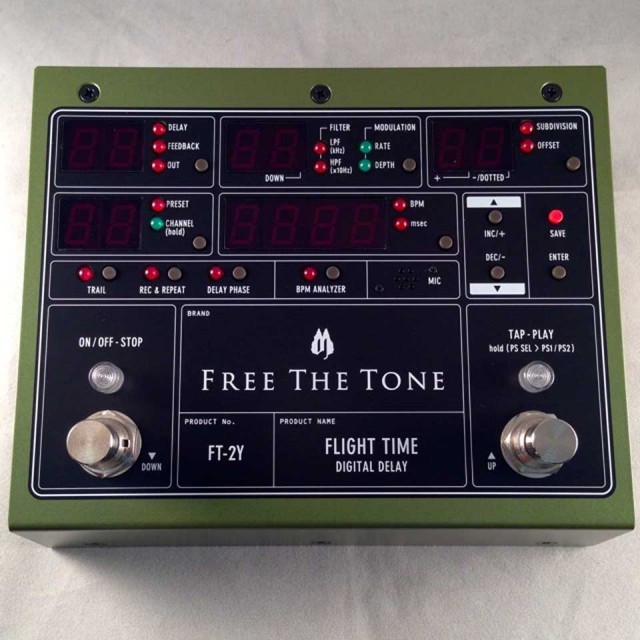 DELAY
FEEDBACK
OUT
FILTER
MODULATION
LPF
(kHz)
RATE
HPF
(x10Hz)
DEPTH
DOWN
SUBDIVISION
OFFSET
+ -/DOTTED
PRESET
CHANNEL
(hold)
BPM
msec
▲
INC/+
SAVE
DEC/-
ENTER
▼
TRAIL
REC & REPEAT
DELAY PHASE
BPM ANALYZER
MIC
ON/OFF-STOP
▼
DOWN
BRAND
FREE THE TONE
PRODUCT No.
FT-2Y
PRODUCT NAME
FLIGHT TIME
DIGITAL DELAY
TAP-PLAY
hold (PS SEL > PS1/PS2)
▲
UP